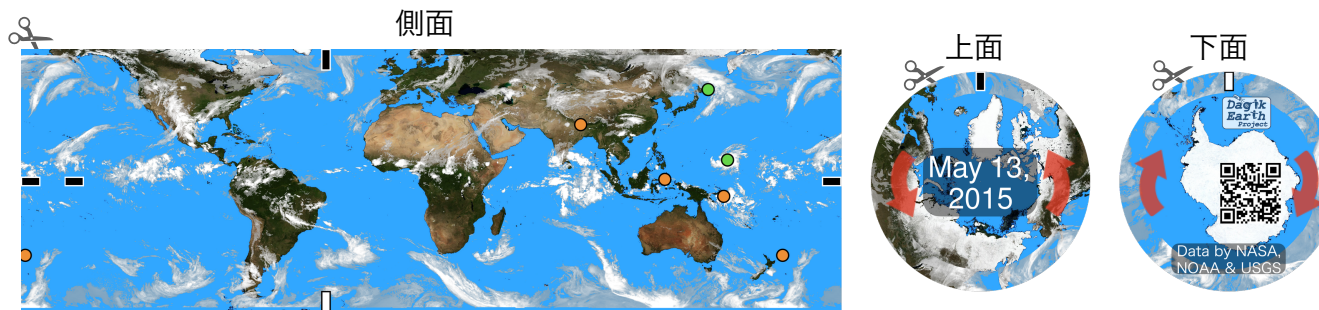 側面
上面
下面
May 13,
2015
Dagik
Earth
Project
Data by NASA,
NOAA & USGS